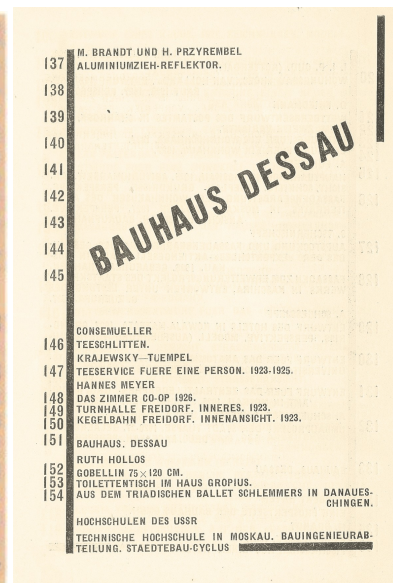 M. BRANDT UND H. PRZYREMBEL
137 ALUMINIUMZIEH-REFLEKTOR.
138
139
140
141
142
143
144
145
BAUHAUS DESSAU
CONSEMUELLER
146 TEESCHLITTEN.
KRAJEWSKY—TUEMPEL
147 TEESERVICE FUERE EINE PERSON. 1923-1925.
HANNES MEYER
148 DAS ZIMMER CO-OP 1926.
149 TURNHALLE FREIDORF. INNERES. 1923.
150 KEGELBAHN FREIDORF. INNENANSICHT. 1923.
151 BAUHAUS. DESSAU
RUTH HOLLOS
152 GOBELLIN 75×120 CM.
153 TOILETTENTISCH IM HAUS GROPIUS.
154 AUS DEM TRIADISCHEN BALLET SCHLEMMERS IN DANAUES-
CHINGEN.
HOCHSCHULEN DES USSR
TECHNISCHE HOCHSCHULE IN MOSKAU. BAUINGENIEURAB-
TEILUNG. STAEDTEBAU-CYCLUS